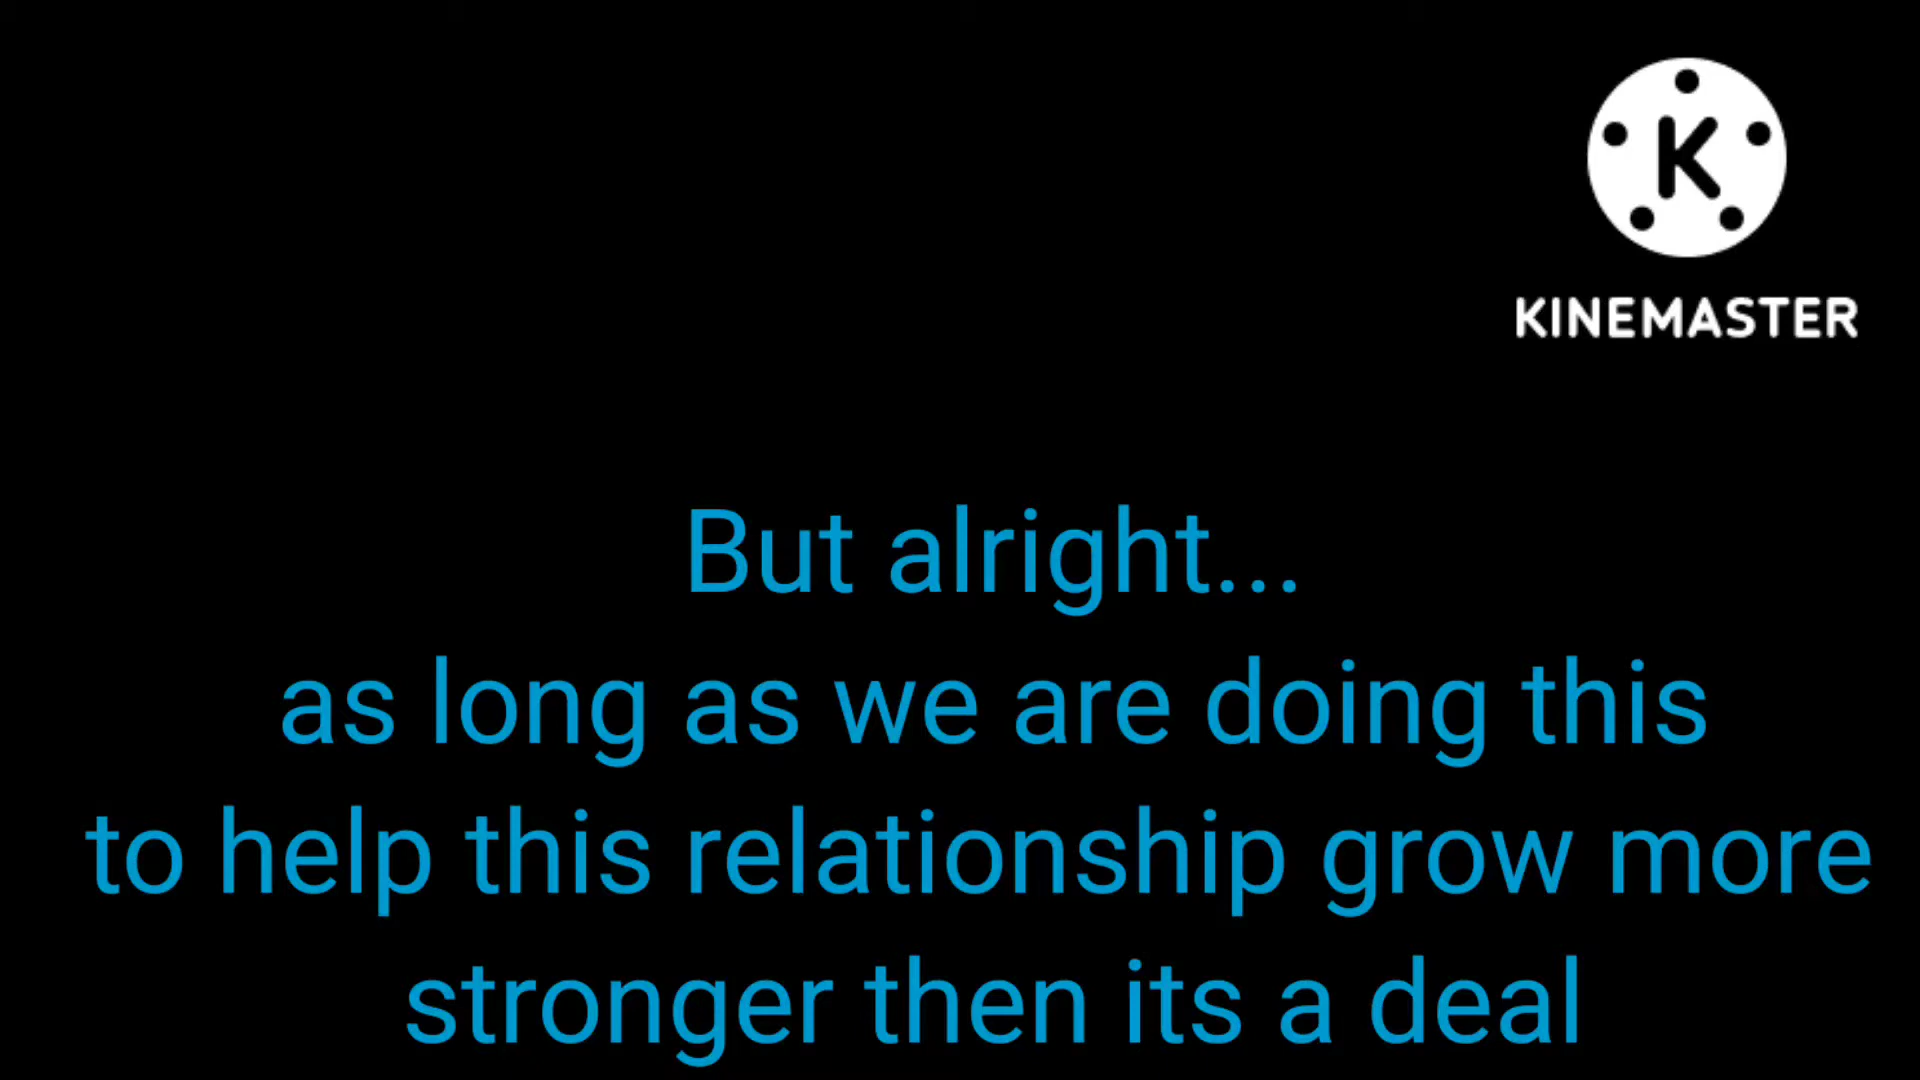 K
KINEMASTER
But alright...
as long as we are doing this
to help this relationship grow more
stronger then its a deal